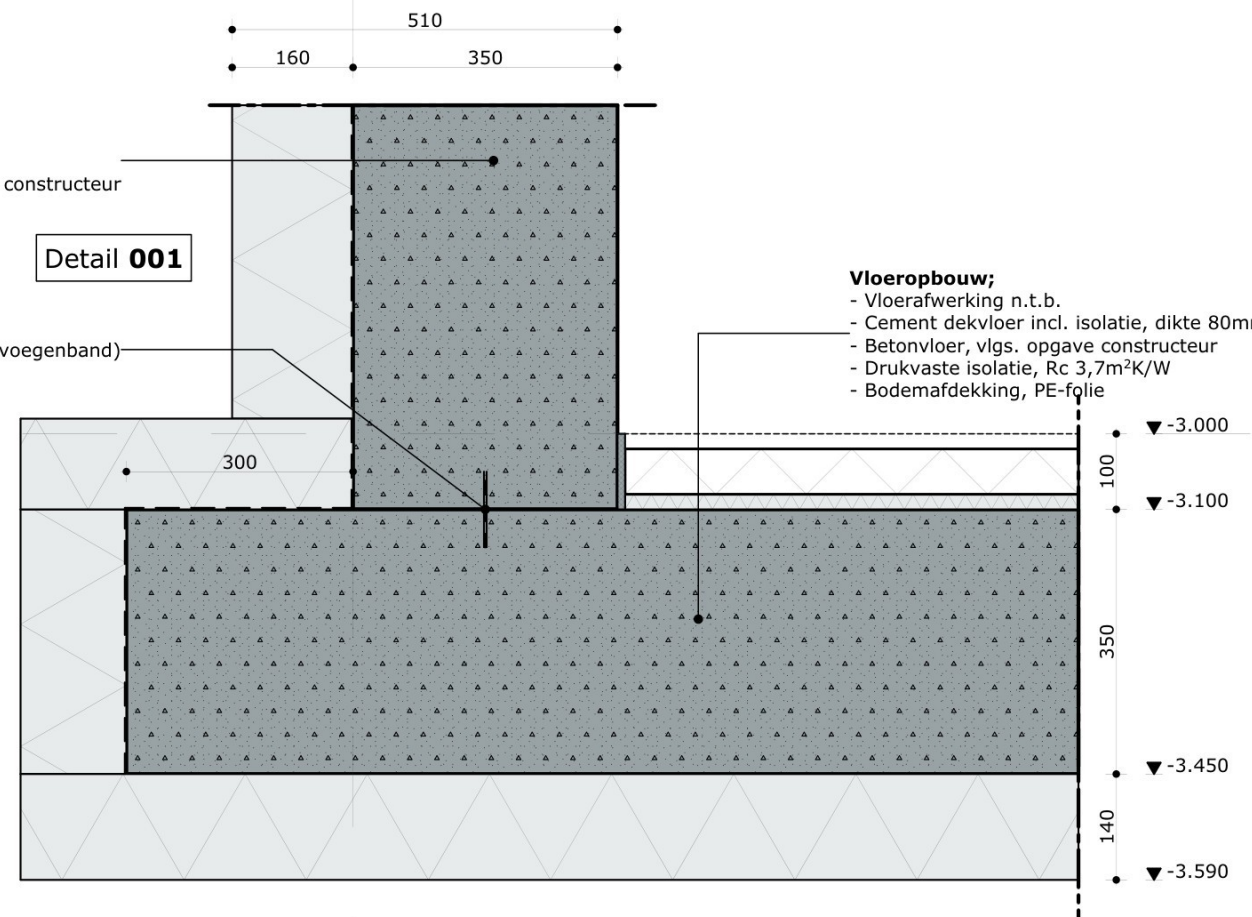 510
160
350
constructeur
Detail 001
voegenband)
Vloeropbouw;
- Vloerafwerking n.t.b.
- Cement dekvloer incl. isolatie, dikte 80m
- Betonvloer, vlgs. opgave constructeur
- Drukvaste isolatie, Rc 3,7m²K/W
- Bodemafdekking, PE-folie
-3.000
300
100
-3.100
350
-3.450
140
-3.590